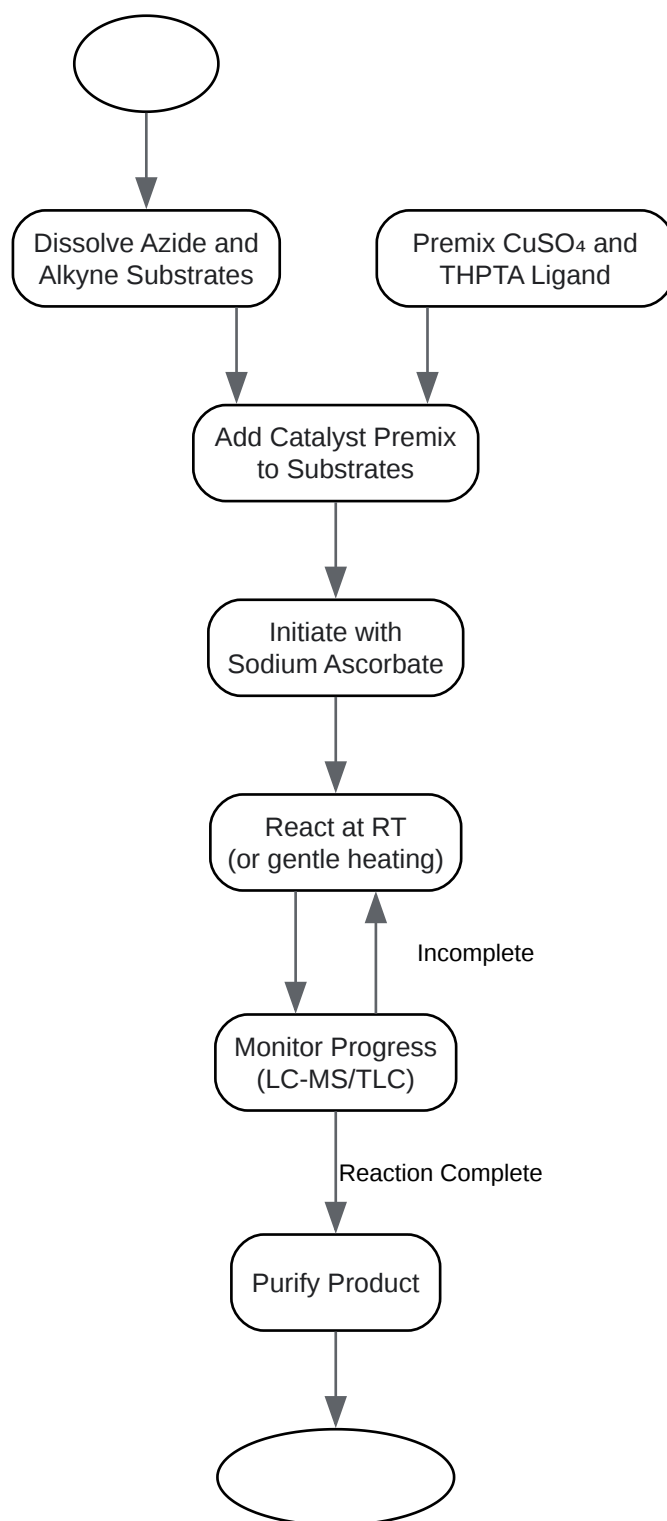 Dissolve Azide and
Alkyne Substrates
Premix CuSO₄ and
THPTA Ligand
Add Catalyst Premix
to Substrates
Initiate with
Sodium Ascorbate
React at RT
(or gentle heating)
Incomplete
Monitor Progress
(LC-MS/TLC)
Reaction Complete
Purify Product